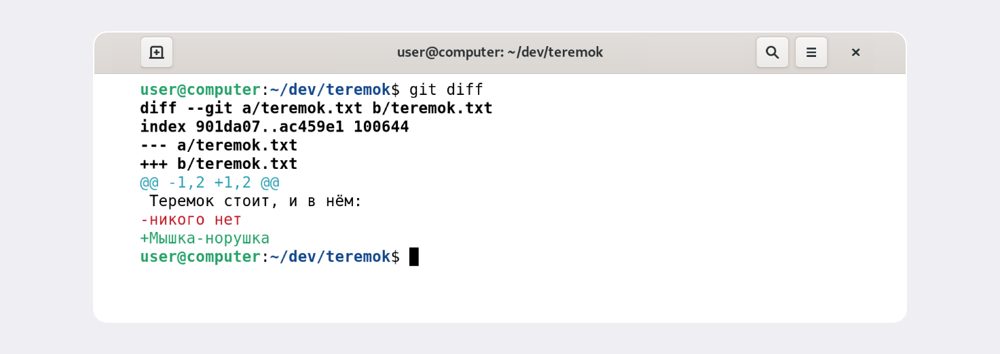 user@computer: ~/dev/teremok
user@computer:~/dev/teremok$ git diff
diff --git a/teremok.txt b/teremok.txt
index 901da07..ac459e1 100644
--- a/teremok.txt
+++ b/teremok.txt
@@ -1,2 +1,2 @@
 Теремок стоит, и в нём:
-никого нет
+Мышка-норушка
user@computer:~/dev/teremok$